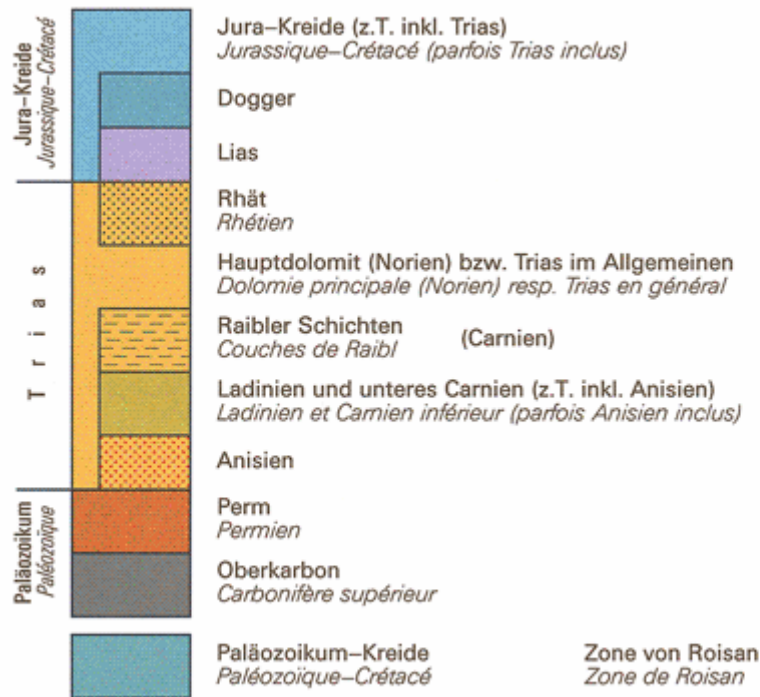 Jura–Kreide
Jurassique–Crétacé
Jura–Kreide (z.T. inkl. Trias)
Jurassique–Crétacé (parfois Trias inclus)
Dogger
Lias
Trias
Rhät
Rhétien
Hauptdolomit (Norien) bzw. Trias im Allgemeinen
Dolomie principale (Norien) resp. Trias en général
Raibler Schichten (Carnien)
Couches de Raibl
Ladinien und unteres Carnien (z.T. inkl. Anisien)
Ladinien et Carnien inférieur (parfois Anisien inclus)
Anisien
Paläozoikum
Paléozoïque
Perm
Permien
Oberkarbon
Carbonifère supérieur
Paläozoikum–Kreide Zone von Roisan
Paléozoïque–Crétacé Zone de Roisan